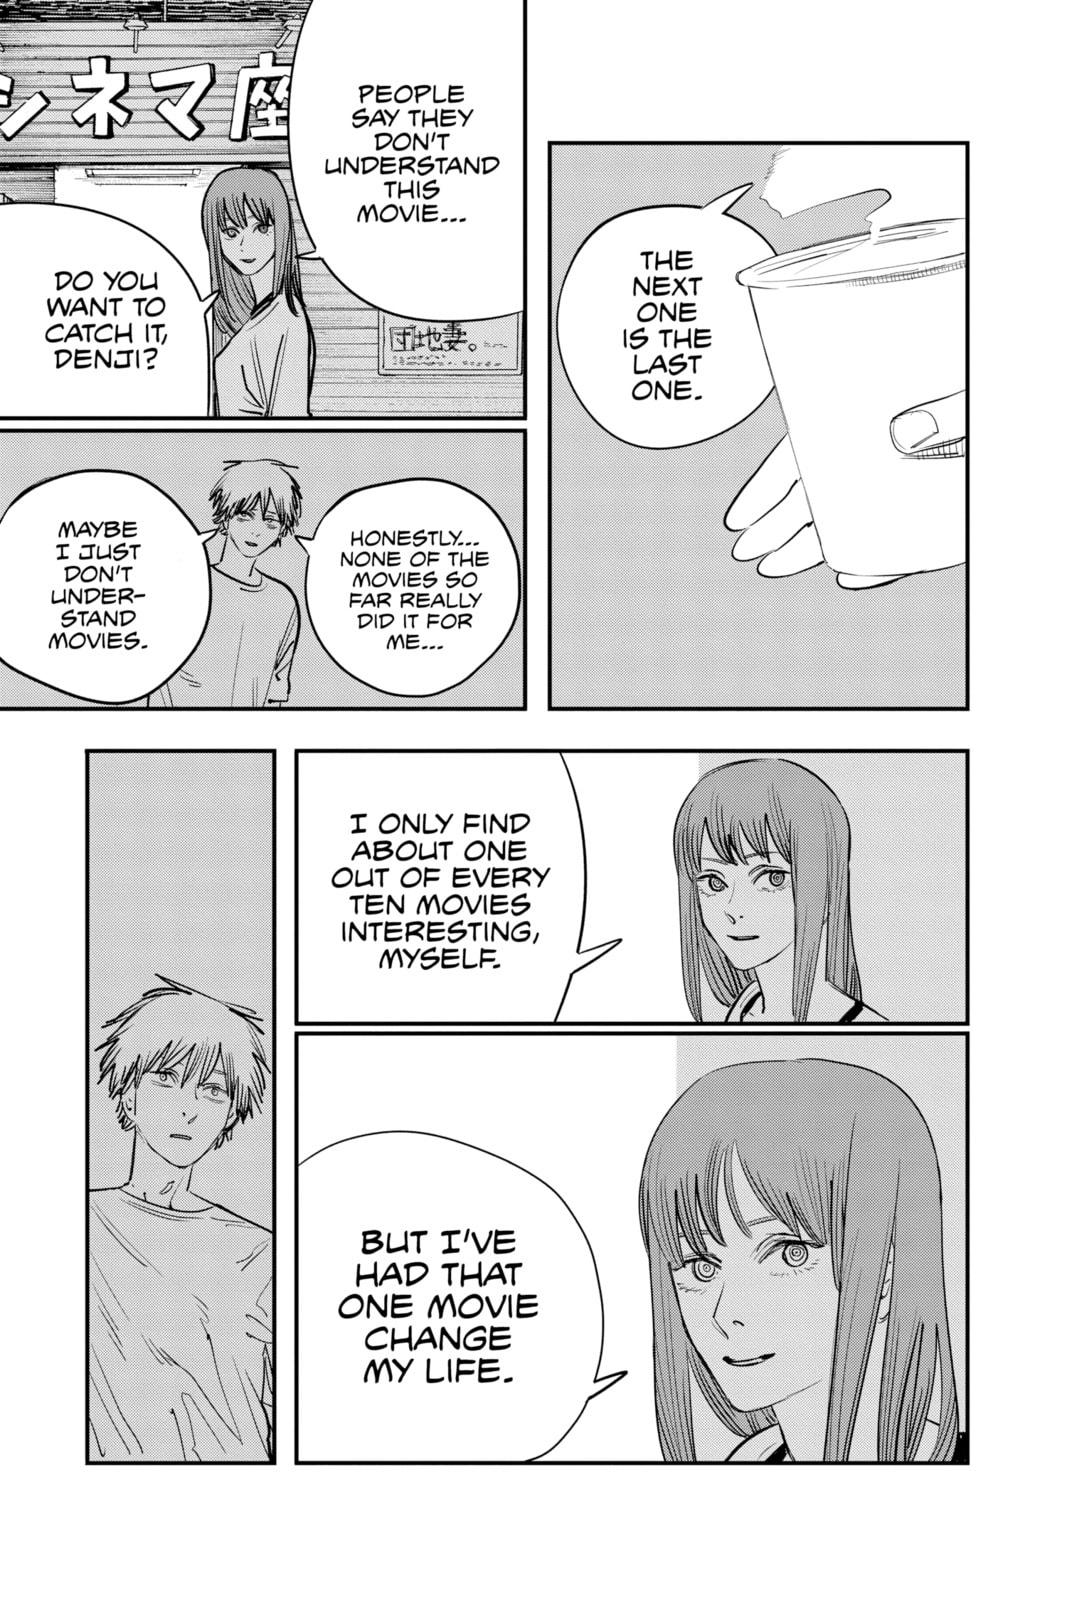 THE
NEXT
ONE
IS THE
LAST
ONE.
シネマ座
PEOPLE
SAY THEY
DON'T
UNDERSTAND
THIS
MOVIE...
DO YOU
WANT TO
CATCH IT,
DENJI?
団地妻。
HONESTLY...
NONE OF THE
MOVIES SO
FAR REALLY
DID IT FOR
ME...
MAYBE
I JUST
DON'T
UNDER-
STAND
MOVIES.
I ONLY FIND
ABOUT ONE
OUT OF EVERY
TEN MOVIES
INTERESTING,
MYSELF.
BUT I'VE
HAD THAT
ONE MOVIE
CHANGE
MY LIFE.